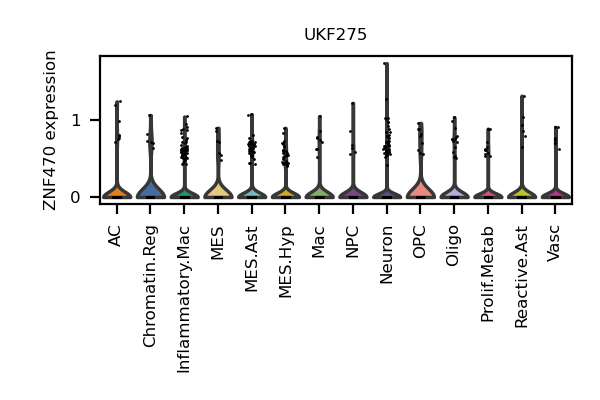 UKF275
ZNF470 expression
1
0
AC
Chromatin.Reg
Inflammatory.Mac
MES
MES.Ast
MES.Hyp
Mac
NPC
Neuron
OPC
Oligo
Prolif.Metab
Reactive.Ast
Vasc